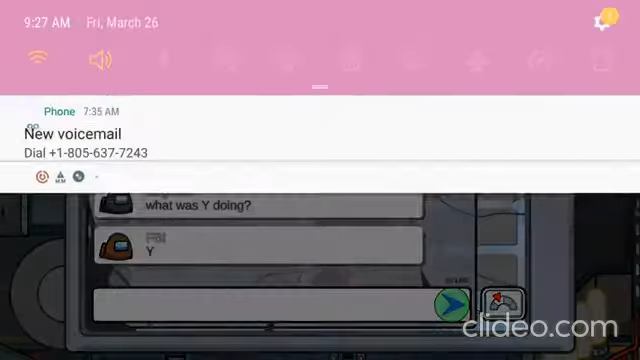 9:27 AM Fri, March 26
Phone 7:35 AM
New voicemail
Dial +1-805-637-7243
what was Y doing?
FBI
Y
clideo.com